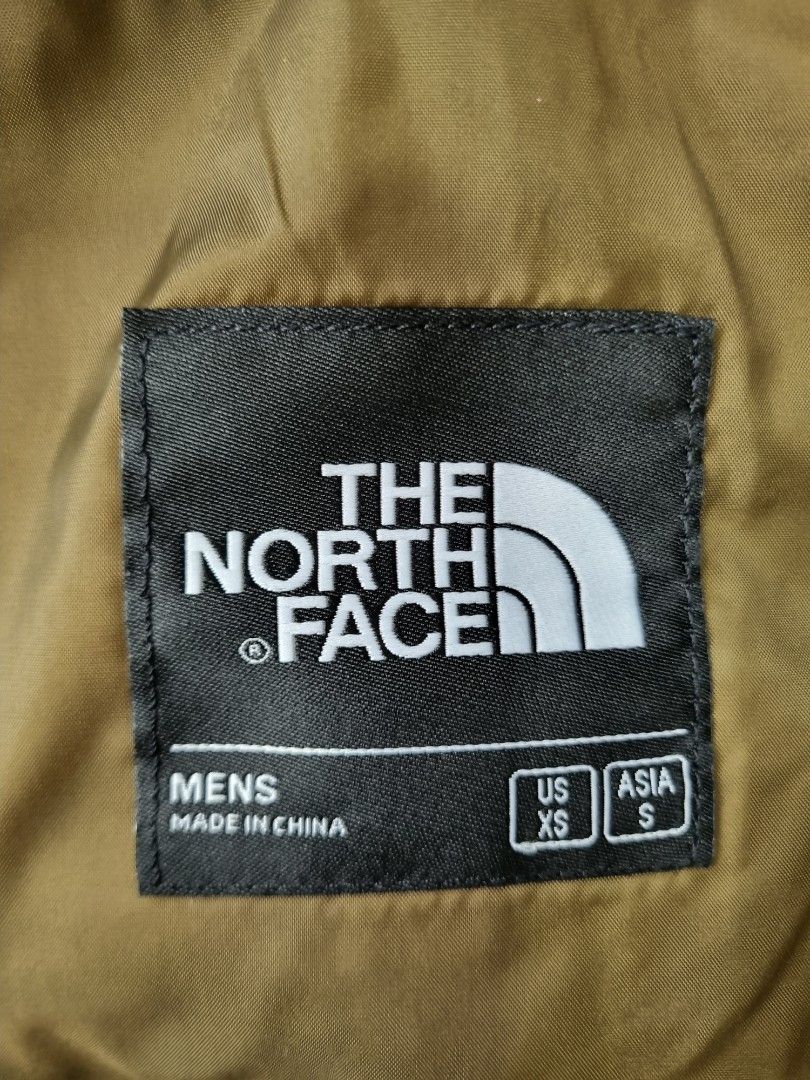 THE
NORTH
®FACE
MENS
MADE IN CHINA
US
XS
ASIA
S